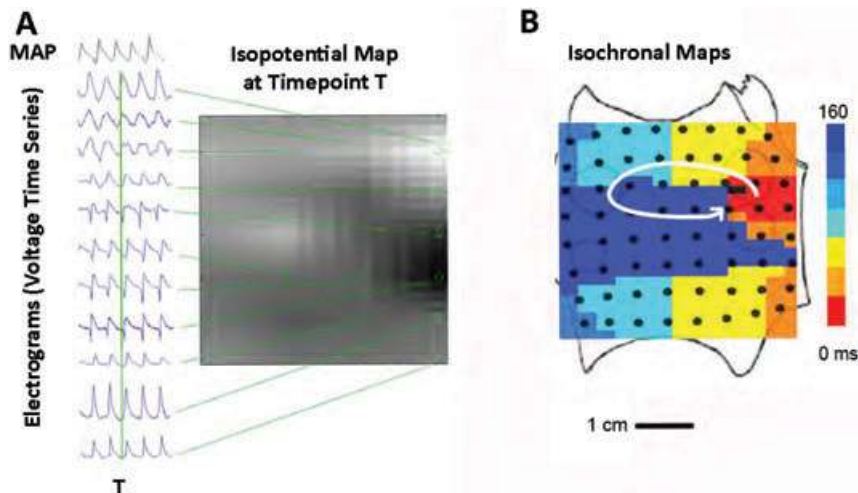 A
MAP
Electrograms (Voltage Time Series)
T
Isopotential Map
at Timepoint T
B
Isochronal Maps
160
0 ms
1 cm